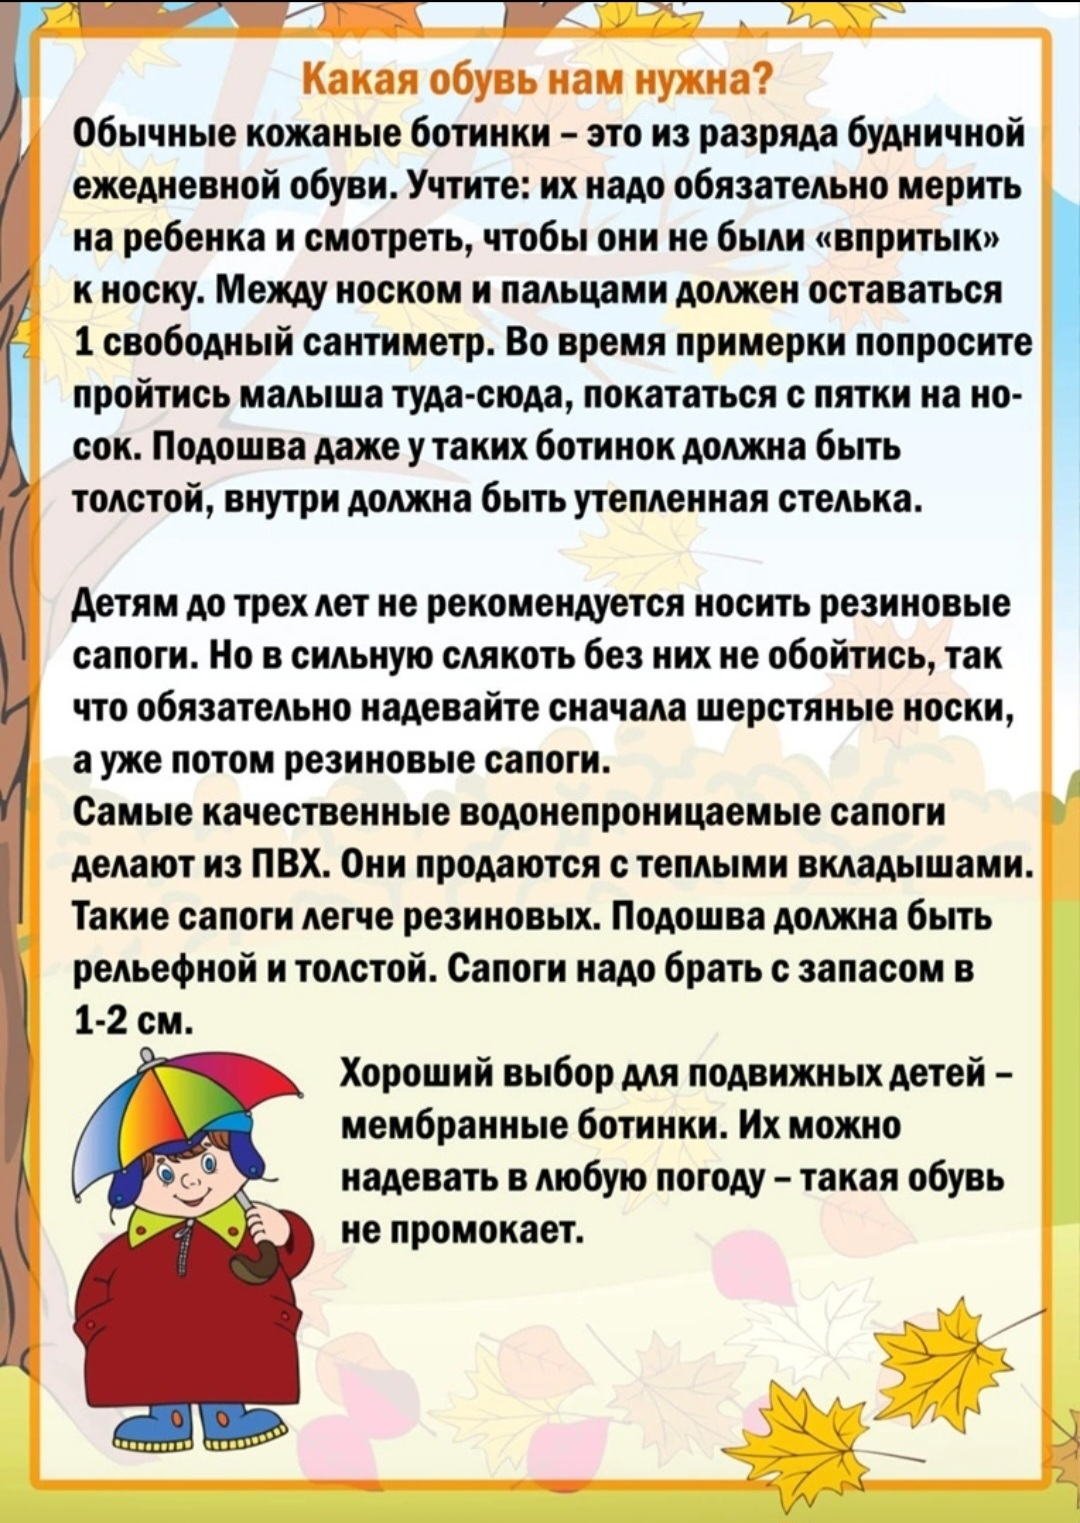 Какая обувь нам нужна?
Обычные кожаные ботинки – это из разряда будничной
ежедневной обуви. Учтите: их надо обязательно мерить
на ребенка и смотреть, чтобы они не были «впритык»
к носку. Между носком и пальцами должен оставаться
1 свободный сантиметр. Во время примерки попросите
пройтись малыша туда-сюда, покататься с пятки на но-
сок. Подошва даже у таких ботинок должна быть
толстой, внутри должна быть утепленная стелька.
Детям до трех лет не рекомендуется носить резиновые
сапоги. Но в сильную слякоть без них не обойтись, так
что обязательно надевайте сначала шерстяные носки,
а уже потом резиновые сапоги.
Самые качественные водонепроницаемые сапоги
делают из ПВХ. Они продаются с теплыми вкладышами.
Такие сапоги легче резиновых. Подошва должна быть
рельефной и толстой. Сапоги надо брать с запасом в
1-2 см.
Хороший выбор для подвижных детей –
мембранные ботинки. Их можно
надевать в любую погоду – такая обувь
не промокает.